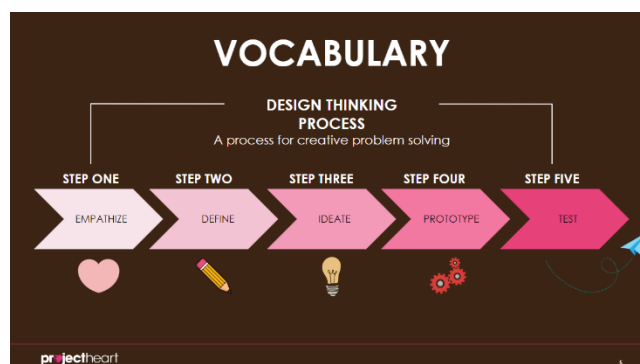 VOCABULARY
DESIGN THINKING
PROCESS
A process for creative problem solving
STEP ONE
STEP TWO
STEP THREE
STEP FOUR
STEP FIVE
EMPATHIZE
DEFINE
IDEATE
PROTOTYPE
TEST
projectheart
5